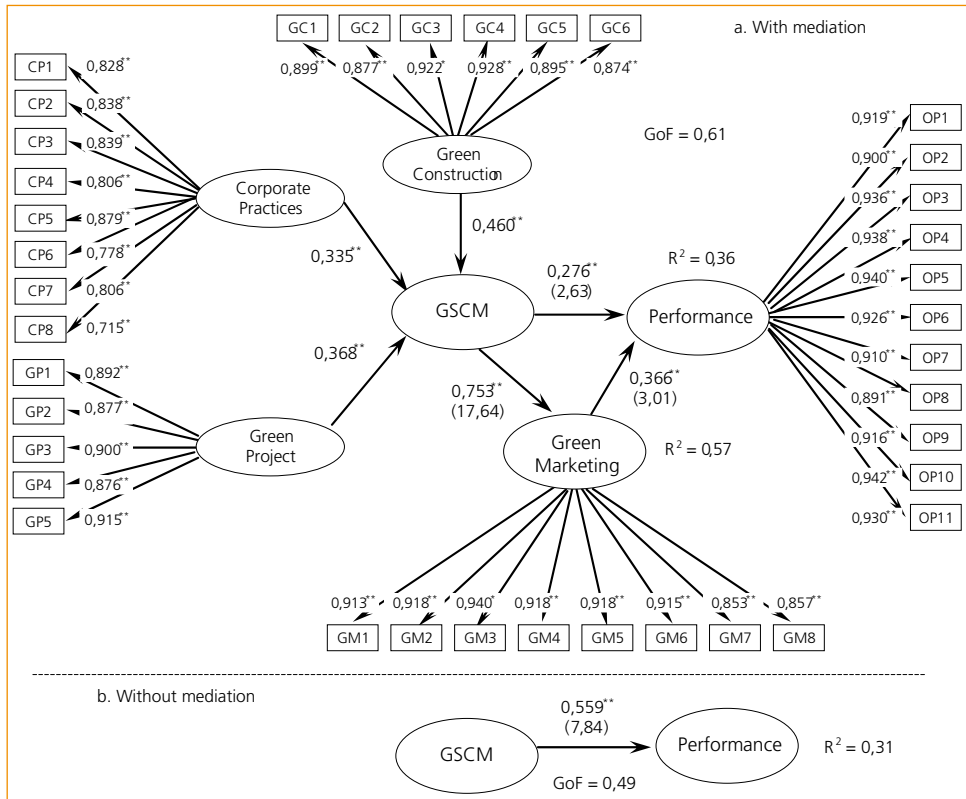 a. With mediation
GC1 GC2 GC3 GC4 GC5 GC6
0,899** 0,877** 0,922* 0,928** 0,895** 0,874**
Green
Construction
GoF = 0,61
CP1 0,828**
CP2 0,838**
CP3 0,839**
CP4 0,806**
CP5 0,879**
CP6 0,778**
CP7 0,806**
CP8 0,715**
Corporate
Practices
0,335**
0,460**
GP1 0,892**
GP2 0,877**
GP3 0,900**
GP4 0,876**
GP5 0,915**
Green
Project
0,368**
GSCM
0,276**
(2,63)
R² = 0,36
Performance
0,753**
(17,64)
0,366**
(3,01)
Green
Marketing
R² = 0,57
0,919** OP1
0,900** OP2
0,936** OP3
0,938** OP4
0,940** OP5
0,926** OP6
0,910** OP7
0,891** OP8
0,916** OP9
0,942** OP10
0,930** OP11
0,913** 0,918** 0,940* 0,918** 0,918** 0,915** 0,853** 0,857**
GM1 GM2 GM3 GM4 GM5 GM6 GM7 GM8
b. Without mediation
GSCM
0,559**
(7,84)
GoF = 0,49
Performance
R² = 0,31